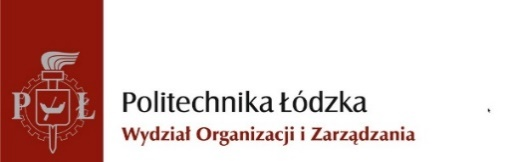 P Ł
Politechnika Łódzka
Wydział Organizacji i Zarządzania